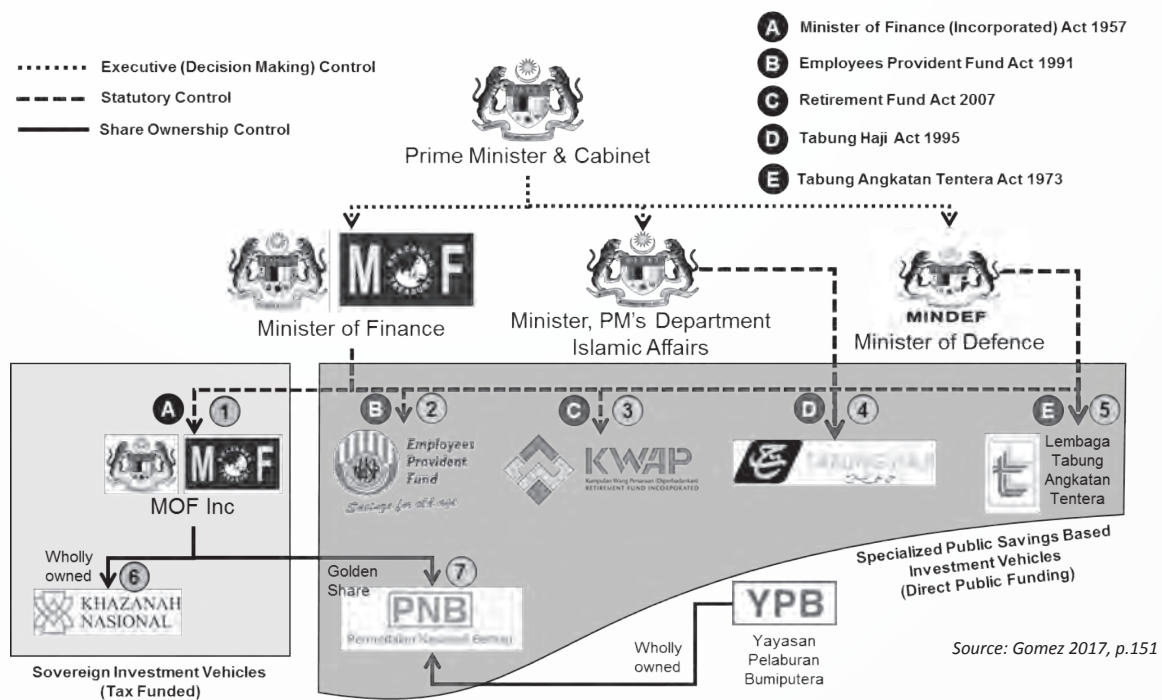 Executive (Decision Making) Control
Statutory Control
Share Ownership Control
A Minister of Finance (Incorporated) Act 1957
B Employees Provident Fund Act 1991
C Retirement Fund Act 2007
D Tabung Haji Act 1995
E Tabung Angkatan Tentera Act 1973
Prime Minister & Cabinet
MOF
Minister of Finance
Minister, PM's Department
Islamic Affairs
MINDEF
Minister of Defence
A 1
MOF
MOF Inc
B 2
Employees
Provident
Fund
Savings for old age
C 3
KWAP
Kumpulan Wang Persaraan (Diperbadankan)
RETIREMENT FUND INCORPORATED
D 4
TABUNG HAJI
E 5
Lembaga
Tabung
Angkatan
Tentera
Wholly
owned
6
KHAZANAH
NASIONAL
Golden
Share
7
PNB
Permodalan Nasional Berhad
Specialized Public Savings Based
Investment Vehicles
(Direct Public Funding)
Wholly
owned
YPB
Yayasan
Pelaburan
Bumiputera
Sovereign Investment Vehicles
(Tax Funded)
Source: Gomez 2017, p.151